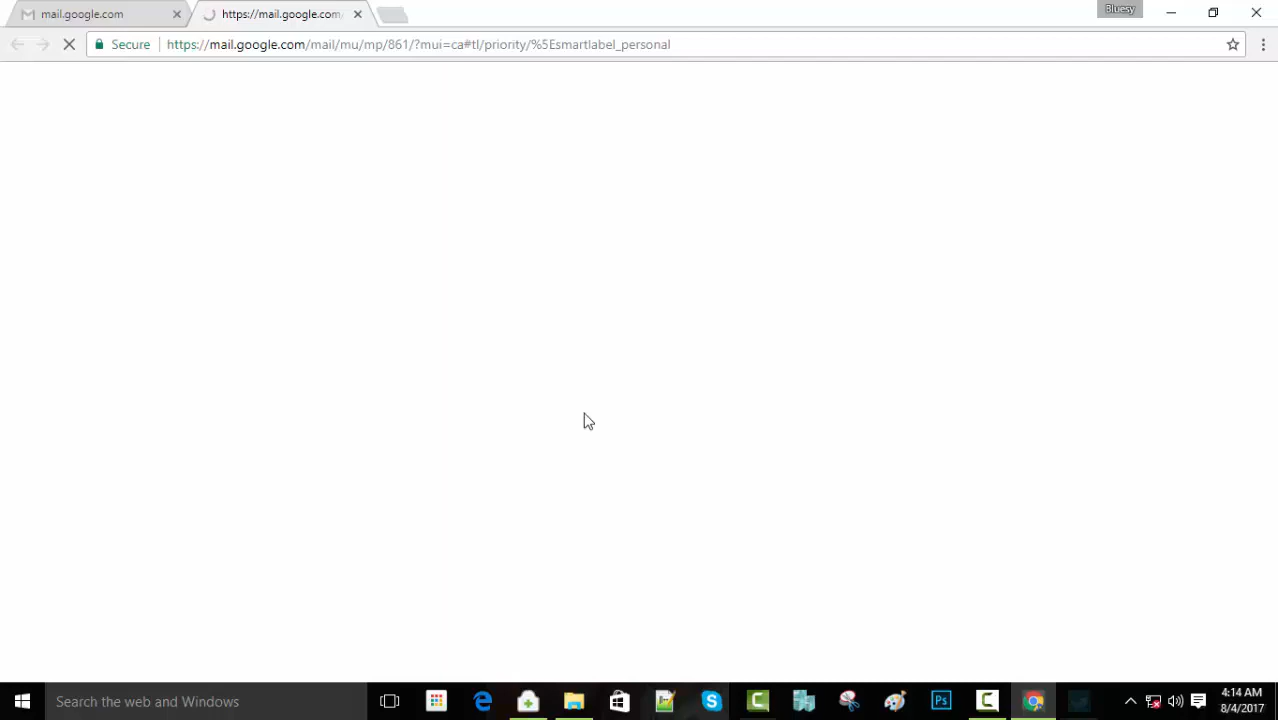 mail.google.com
https://mail.google.com/
Bluesy
Secure
https://mail.google.com/mail/mu/mp/861/?mui=ca#tl/priority/%5Esmartlabel_personal
Search the web and Windows
Ps
4:14 AM
8/4/2017